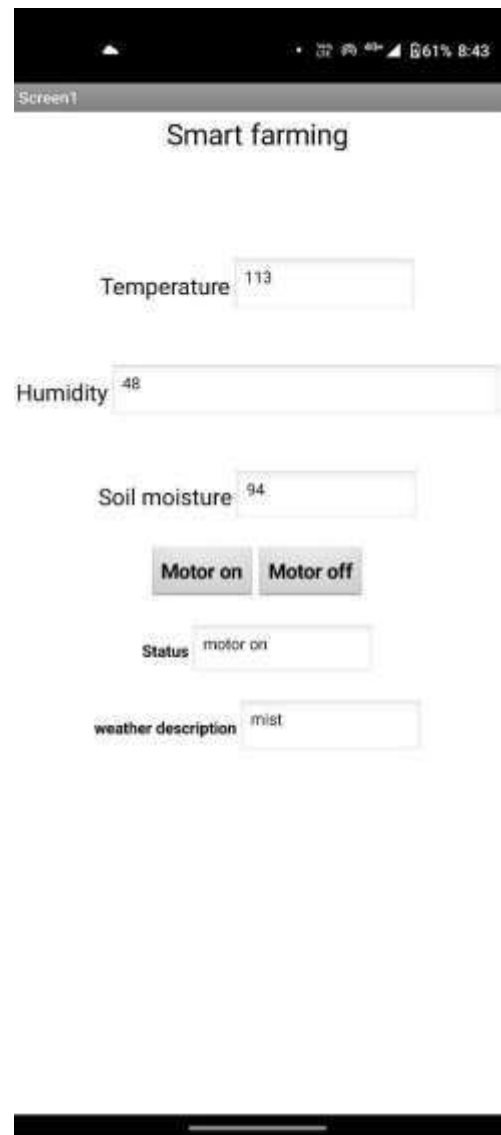 61% 8:43
Screen1
Smart farming
Temperature 113
Humidity 48
Soil moisture 94
Motor on Motor off
Status motor on
weather description mist